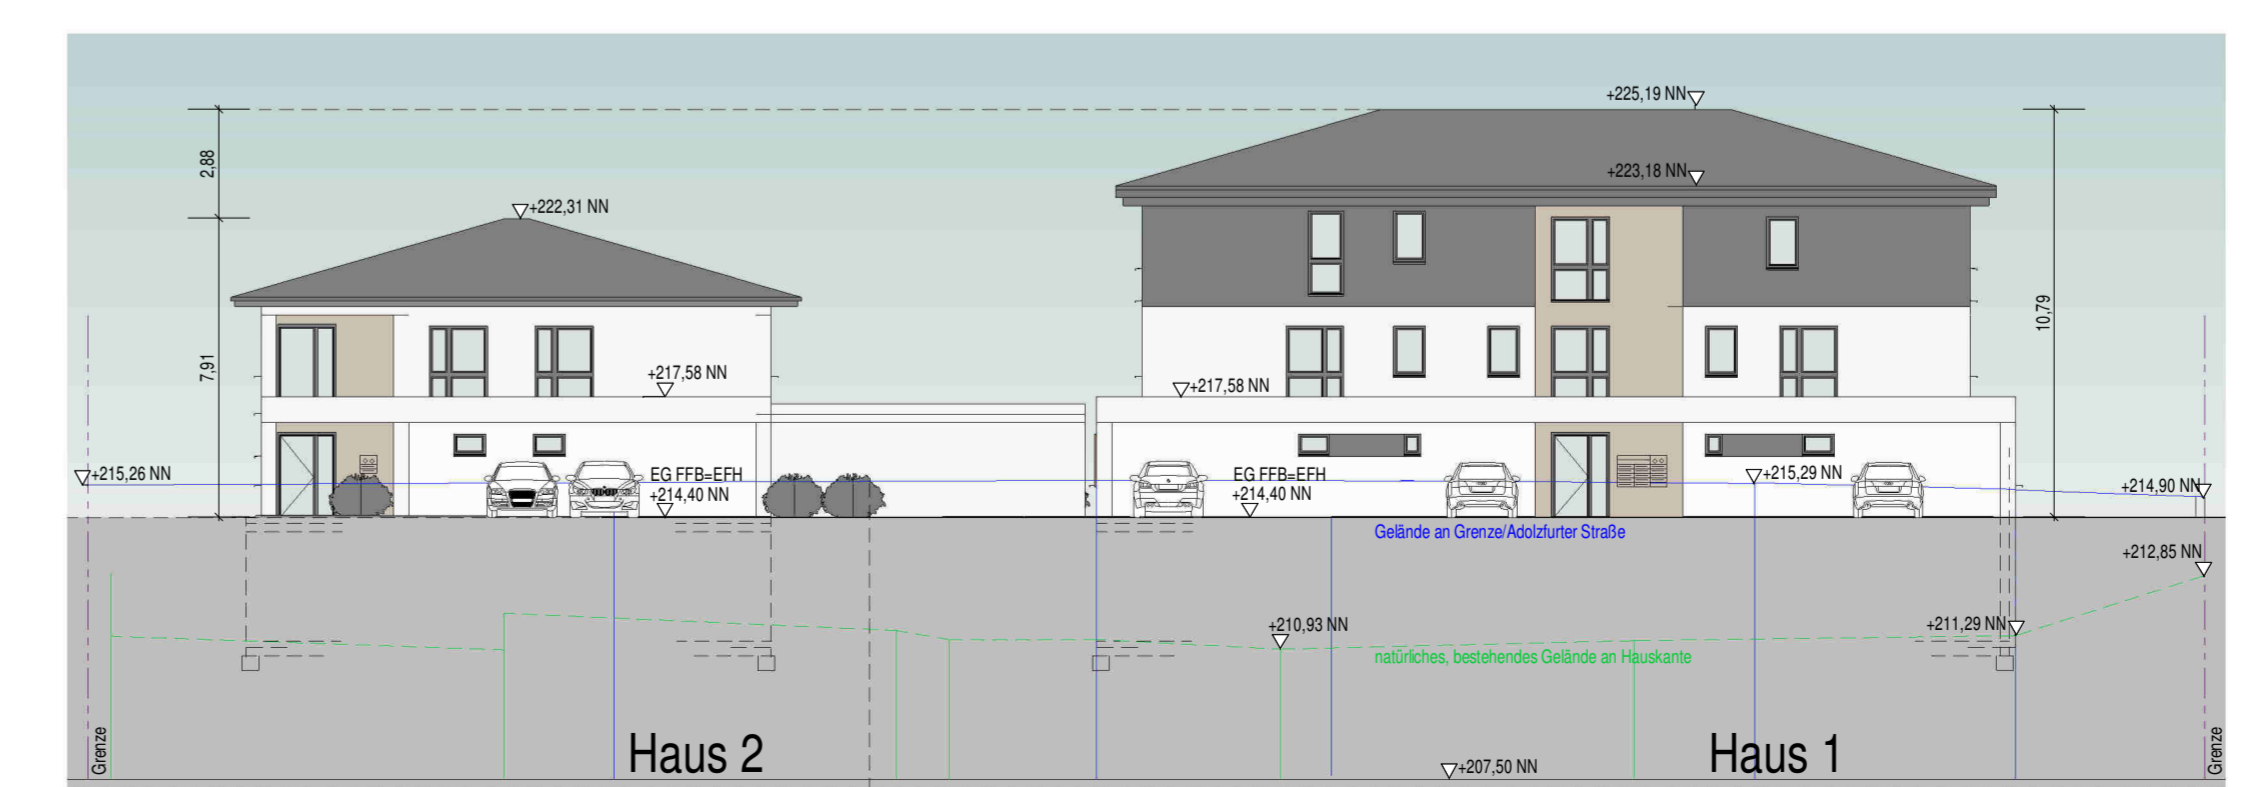 +225,19 NN
2,88
+223,18 NN
+222,31 NN
10,79
7,91
+217,58 NN
+217,58 NN
+215,26 NN
EG FFB=EFH
+214,40 NN
EG FFB=EFH
+214,40 NN
+215,29 NN
+214,90 NN
Gelände an Grenze/Adolzfurter Straße
+212,85 NN
+210,93 NN
+211,29 NN
natürliches, bestehendes Gelände an Hauskante
Grenze
Haus 2
Haus 1
Grenze
+207,50 NN